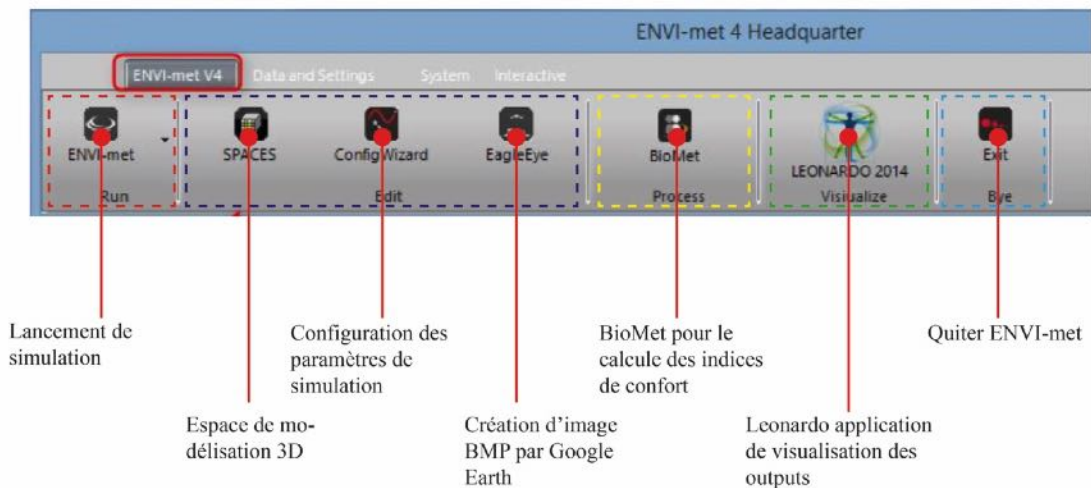 ENVI-met 4 Headquarter
ENVI-met V4 Data and Settings System Interactive
ENVI-met SPACES ConfigWizard EagleEye BioMet LEONARDO 2014 Exit
Run Edit Process Visiualize Bye
Lancement de
simulation
Configuration des
paramètres de
simulation
BioMet pour le
calcule des indices
de confort
Quiter ENVI-met
Espace de mo-
délisation 3D
Création d’image
BMP par Google
Earth
Leonardo application
de visualisation des
outputs